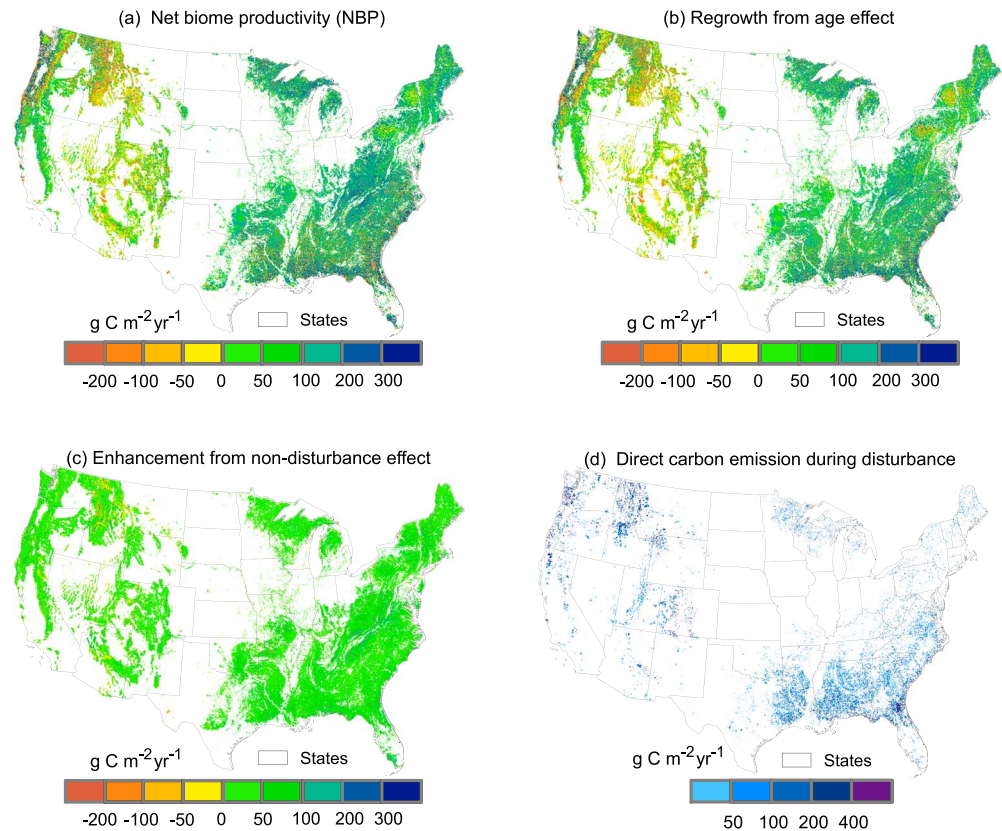 (a) Net biome productivity (NBP)
(b) Regrowth from age effect
g C m⁻²yr⁻¹
States
-200 -100 -50 0 50 100 200 300
g C m⁻²yr⁻¹
States
-200 -100 -50 0 50 100 200 300
(c) Enhancement from non-disturbance effect
(d) Direct carbon emission during disturbance
g C m⁻²yr⁻¹
States
-200 -100 -50 0 50 100 200 300
g C m⁻²yr⁻¹
States
50 100 200 400